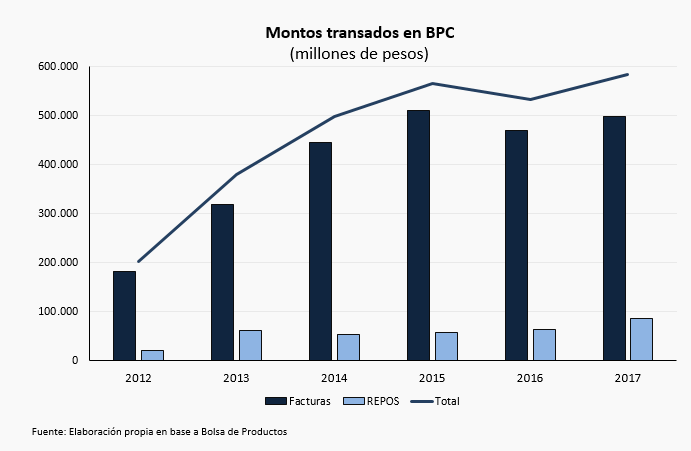 Montos transados en BPC
(millones de pesos)
600.000
500.000
400.000
300.000
200.000
100.000
0
2012 2013 2014 2015 2016 2017
Facturas REPOS Total
Fuente: Elaboración propia en base a Bolsa de Productos